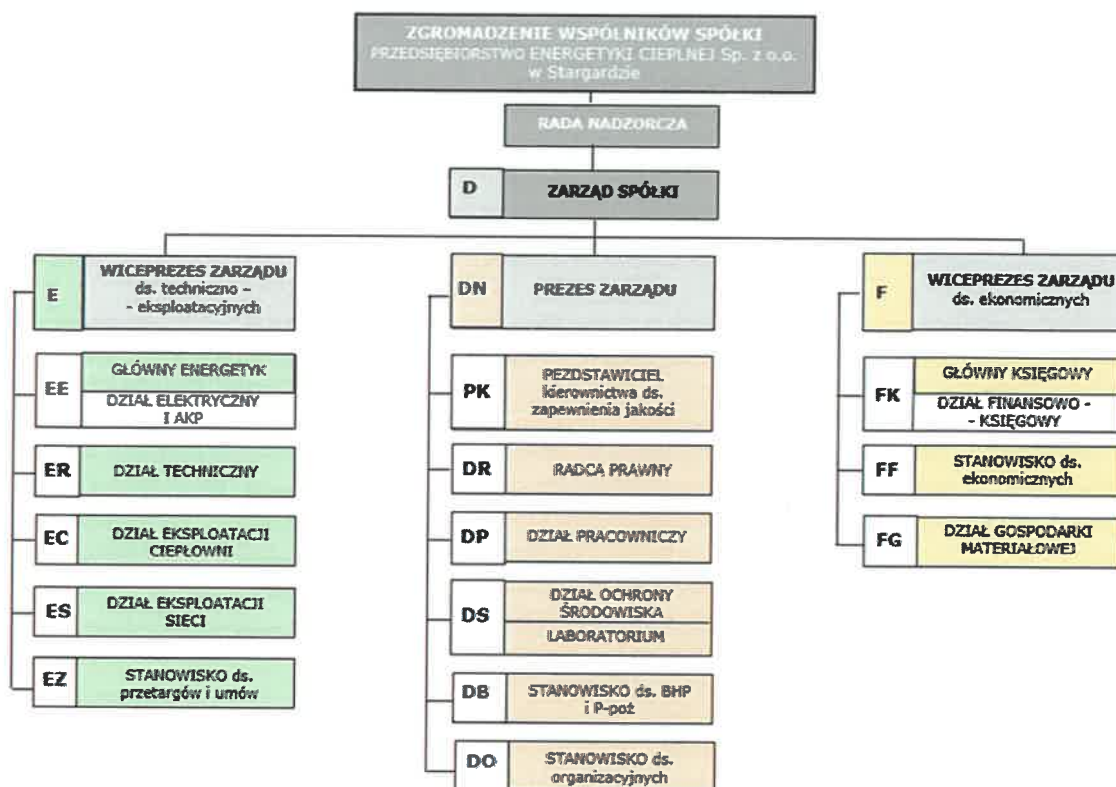 ZGROMADZENIE WSPÓLNIKÓW SPÓŁKI
PRZEDSIĘBIORSTWO ENERGETYKI CIEPLNEJ Sp. z o.o.
w Stargardzie
RADA NADZORCZA
D
ZARZĄD SPÓŁKI
E
WICEPREZES ZARZĄDU
ds. techniczno –
- eksploatacyjnych
EE
GŁÓWNY ENERGETYK
DZIAŁ ELEKTRYCZNY
I AKP
ER
DZIAŁ TECHNICZNY
EC
DZIAŁ EKSPLOATACJI
CIEPŁOWNI
ES
DZIAŁ EKSPLOATACJI
SIECI
EZ
STANOWISKO ds.
przetargów i umów
DN
PREZES ZARZĄDU
PK
PEZDSTAWICIEL
kierownictwa ds.
zapewnienia jakości
DR
RADCA PRAWNY
DP
DZIAŁ PRACOWNICZY
DS
DZIAŁ OCHRONY
ŚRODOWISKA
LABORATORIUM
DB
STANOWISKO ds. BHP
i P-poż
DO
STANOWISKO ds.
organizacyjnych
F
WICEPREZES ZARZĄDU
ds. ekonomicznych
FK
GŁÓWNY KSIĘGOWY
DZIAŁ FINANSOWO -
- KSIĘGOWY
FF
STANOWISKO ds.
ekonomicznych
FG
DZIAŁ GOSPODARKI
MATERIAŁOWEJ